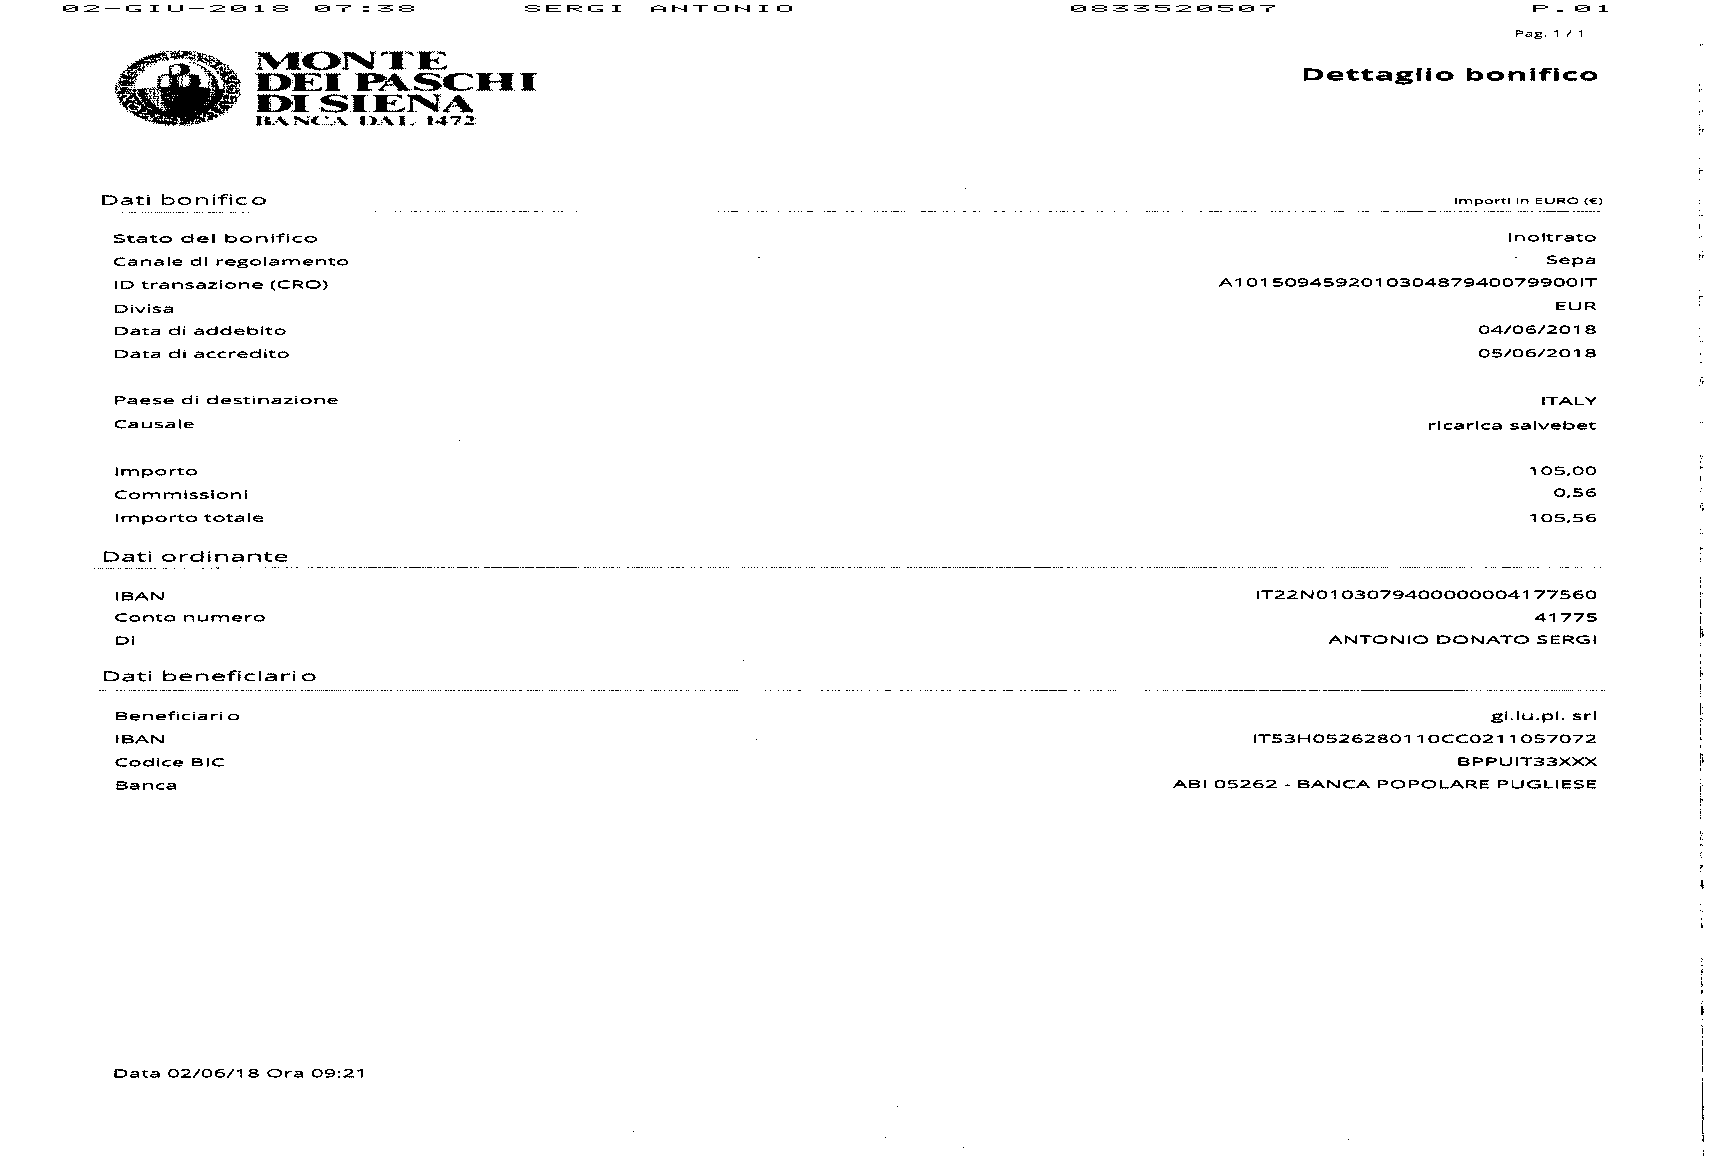 02-GIU-2018 07:38 SERGI ANTONIO 0833520507 P.01
Pag. 1 / 1
MONTE
DEI PASCHI
DI SIENA
BANCA DAL 1472
Dettaglio bonifico
Dati bonifico Importi in EURO (€)
Stato del bonifico Inoltrato
Canale di regolamento Sepa
ID transazione (CRO) A101509459201030487940079900IT
Divisa EUR
Data di addebito 04/06/2018
Data di accredito 05/06/2018
Paese di destinazione ITALY
Causale ricarica salvebet
Importo 105,00
Commissioni 0,56
Importo totale 105,56
Dati ordinante
IBAN IT22N0103079400000004177560
Conto numero 41775
Di ANTONIO DONATO SERGI
Dati beneficiario
Beneficiario gi.lu.pi. srl
IBAN IT53H0526280110CC0211057072
Codice BIC BPPUIT33XXX
Banca ABI 05262 - BANCA POPOLARE PUGLIESE
Data 02/06/18 Ora 09:21